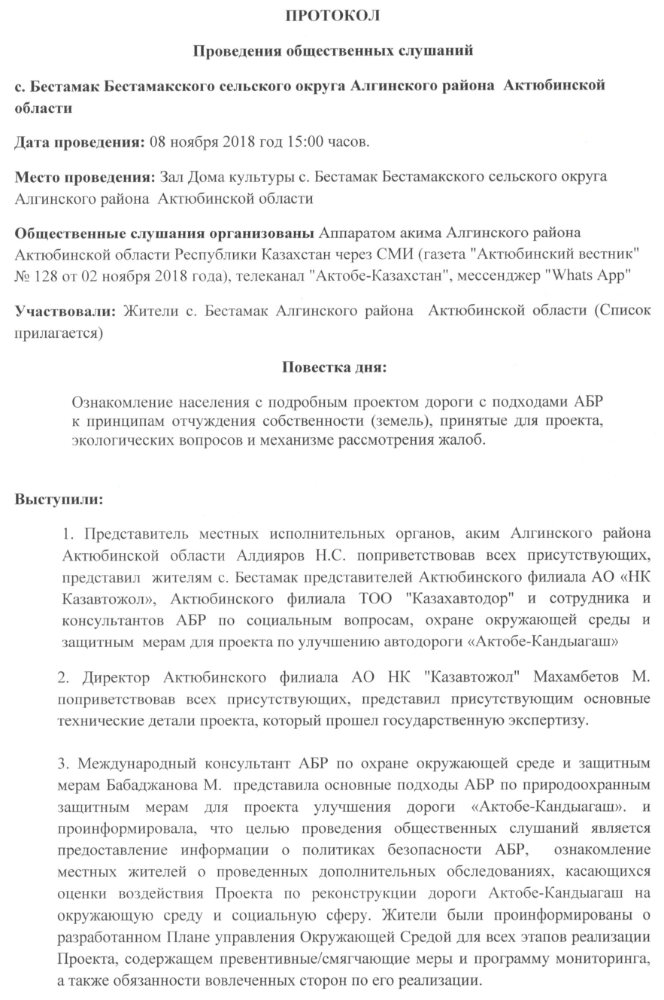 ПРОТОКОЛ
Проведения общественных слушаний
с. Бестамак Бестамакского сельского округа Алгинского района Актюбинской
области
Дата проведения: 08 ноября 2018 год 15:00 часов.
Место проведения: Зал Дома культуры с. Бестамак Бестамакского сельского округа
Алгинского района Актюбинской области
Общественные слушания организованы Аппаратом акима Алгинского района
Актюбинской области Республики Казахстан через СМИ (газета "Актюбинский вестник"
№ 128 от 02 ноября 2018 года), телеканал "Актобе-Казахстан", мессенджер "Whats App"
Участвовали: Жители с. Бестамак Алгинского района Актюбинской области (Список
прилагается)
Повестка дня:
Ознакомление населения с подробным проектом дороги с подходами АБР
к принципам отчуждения собственности (земель), принятые для проекта,
экологических вопросов и механизме рассмотрения жалоб.
Выступили:
1. Представитель местных исполнительных органов, аким Алгинского района
Актюбинской области Алдияров Н.С. поприветствовав всех присутствующих,
представил жителям с. Бестамак представителей Актюбинского филиала АО «НК
Казавтожол», Актюбинского филиала ТОО "Казахавтодор" и сотрудника и
консультантов АБР по социальным вопросам, охране окружающей среды и
защитным мерам для проекта по улучшению автодороги «Актобе-Кандыагаш»
2. Директор Актюбинского филиала АО НК "Казавтожол" Махамбетов М.
поприветствовав всех присутствующих, представил присутствующим основные
технические детали проекта, который прошел государственную экспертизу.
3. Международный консультант АБР по охране окружающей среде и защитным
мерам Бабаджанова М. представила основные подходы АБР по природоохранным
защитным мерам для проекта улучшения дороги «Актобе-Кандыагаш». и
проинформировала, что целью проведения общественных слушаний является
предоставление информации о политиках безопасности АБР, ознакомление
местных жителей о проведенных дополнительных обследованиях, касающихся
оценки воздействия Проекта по реконструкции дороги Актобе-Кандыагаш на
окружающую среду и социальную сферу. Жители были проинформированы о
разработанном Плане управления Окружающей Средой для всех этапов реализации
Проекта, содержащем превентивные/смягчающие меры и программу мониторинга,
а также обязанности вовлеченных сторон по его реализации.